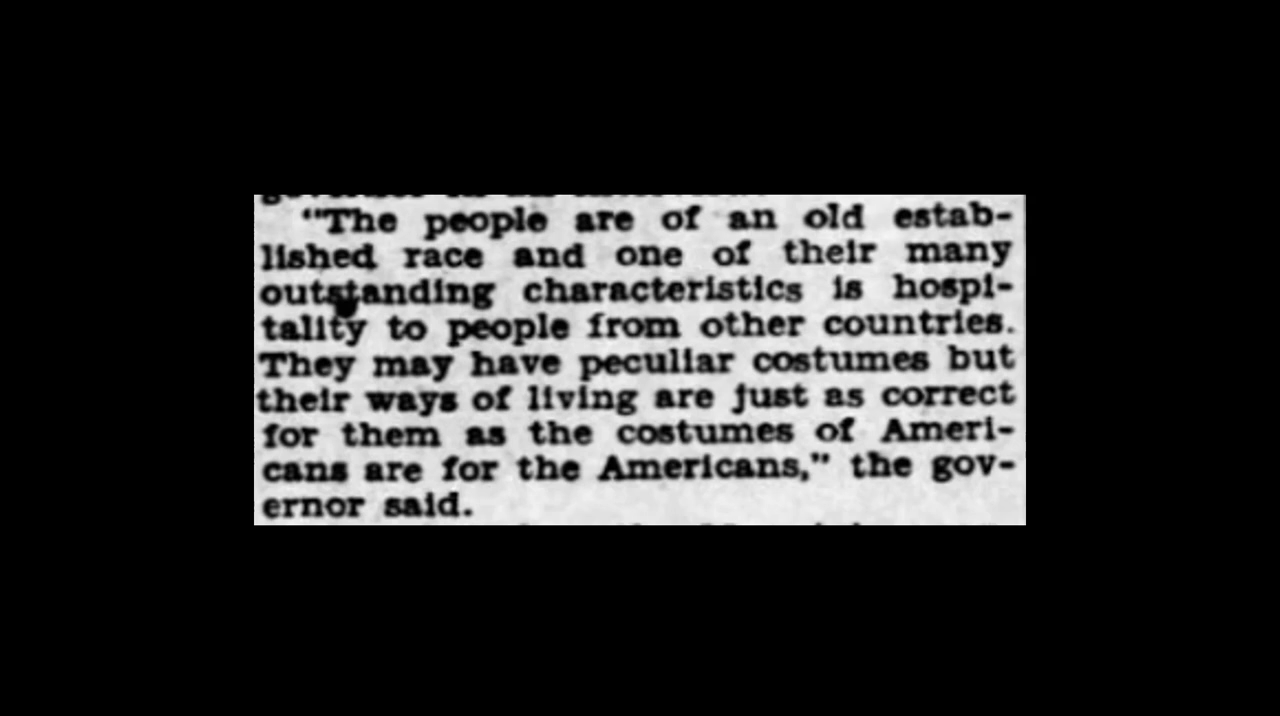 "The people are of an old estab-
lished race and one of their many
outstanding characteristics is hospi-
tality to people from other countries.
They may have peculiar costumes but
their ways of living are just as correct
for them as the costumes of Ameri-
cans are for the Americans," the gov-
ernor said.